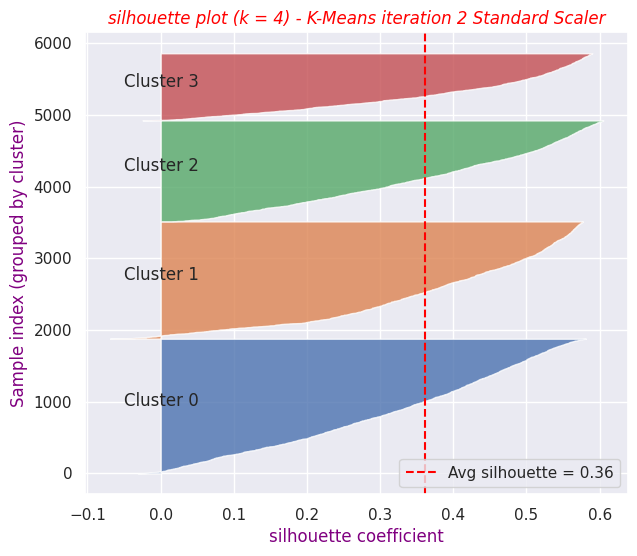 silhouette plot (k = 4) - K-Means iteration 2 Standard Scaler
6000
5000
4000
3000
2000
1000
0
Sample index (grouped by cluster)
Cluster 3
Cluster 2
Cluster 1
Cluster 0
Avg silhouette = 0.36
−0.1 0.0 0.1 0.2 0.3 0.4 0.5 0.6
silhouette coefficient